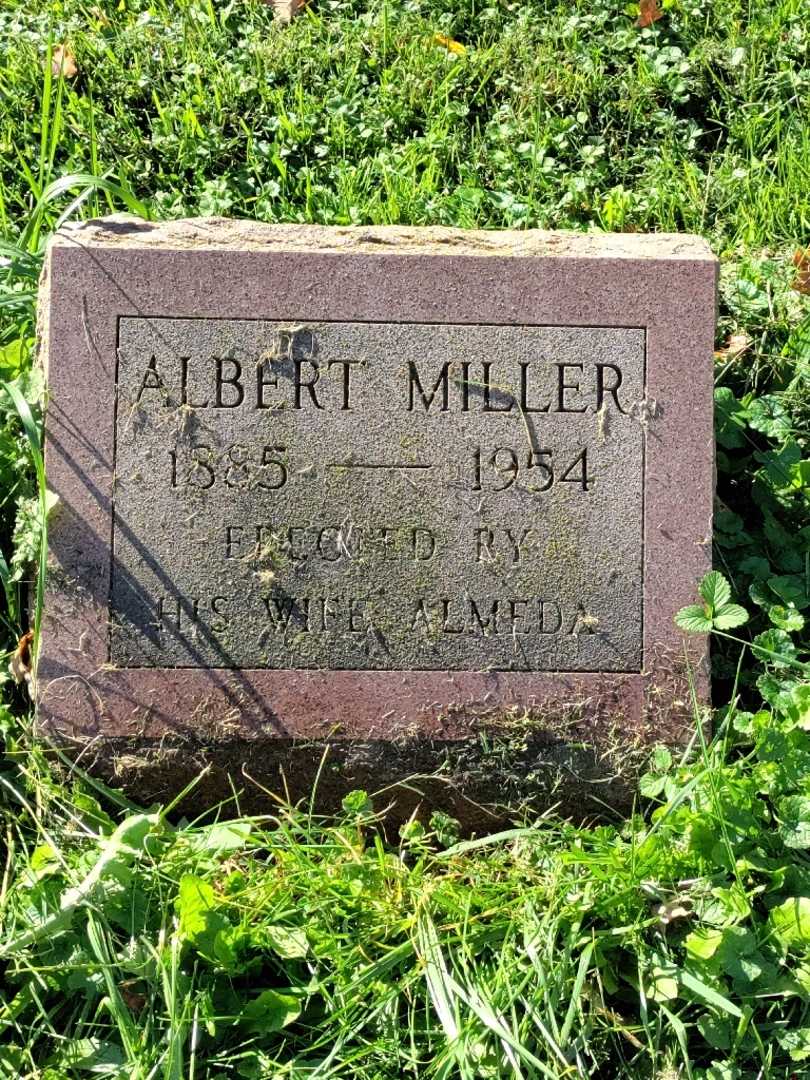 ALBERT MILLER
1885 — 1954
ERECTED BY
HIS WIFE ALMEDA